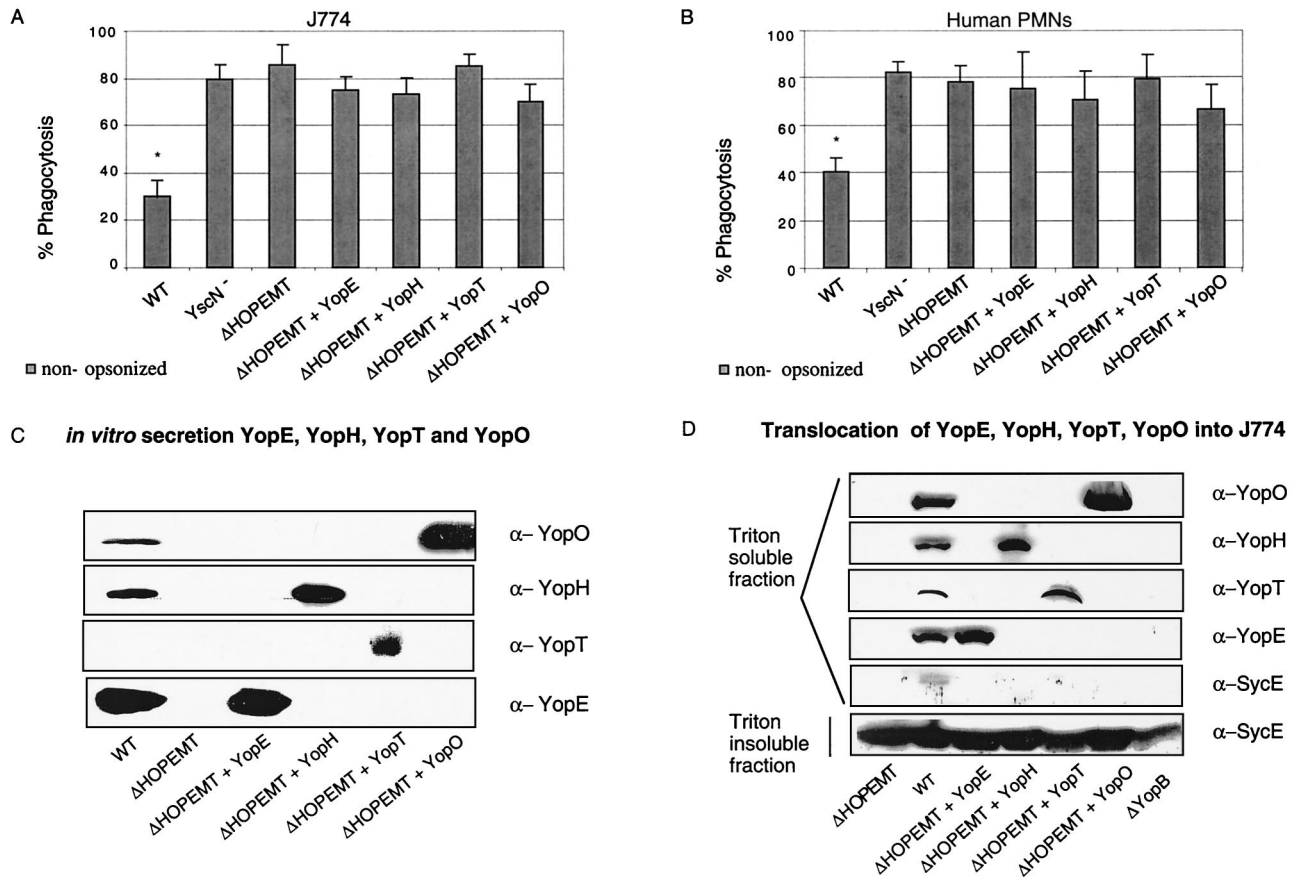 A
J774
% Phagocytosis
100
80
60
40
20
0
*
WT
YscN -
ΔHOPEMT
ΔHOPEMT + YopE
ΔHOPEMT + YopH
ΔHOPEMT + YopT
ΔHOPEMT + YopO
non- opsonized
B
Human PMNs
% Phagocytosis
100
80
60
40
20
0
*
WT
YscN -
ΔHOPEMT
ΔHOPEMT + YopE
ΔHOPEMT + YopH
ΔHOPEMT + YopT
ΔHOPEMT + YopO
non- opsonized
C
in vitro secretion YopE, YopH, YopT and YopO
α– YopO
α– YopH
α– YopT
α– YopE
WT
ΔHOPEMT
ΔHOPEMT + YopE
ΔHOPEMT + YopH
ΔHOPEMT + YopT
ΔHOPEMT + YopO
D
Translocation of YopE, YopH, YopT, YopO into J774
Triton
soluble
fraction
α–YopO
α–YopH
α–YopT
α–YopE
α–SycE
Triton
insoluble
fraction
α–SycE
ΔHOPEMT
WT
ΔHOPEMT + YopE
ΔHOPEMT + YopH
ΔHOPEMT + YopT
ΔHOPEMT + YopO
ΔYopB